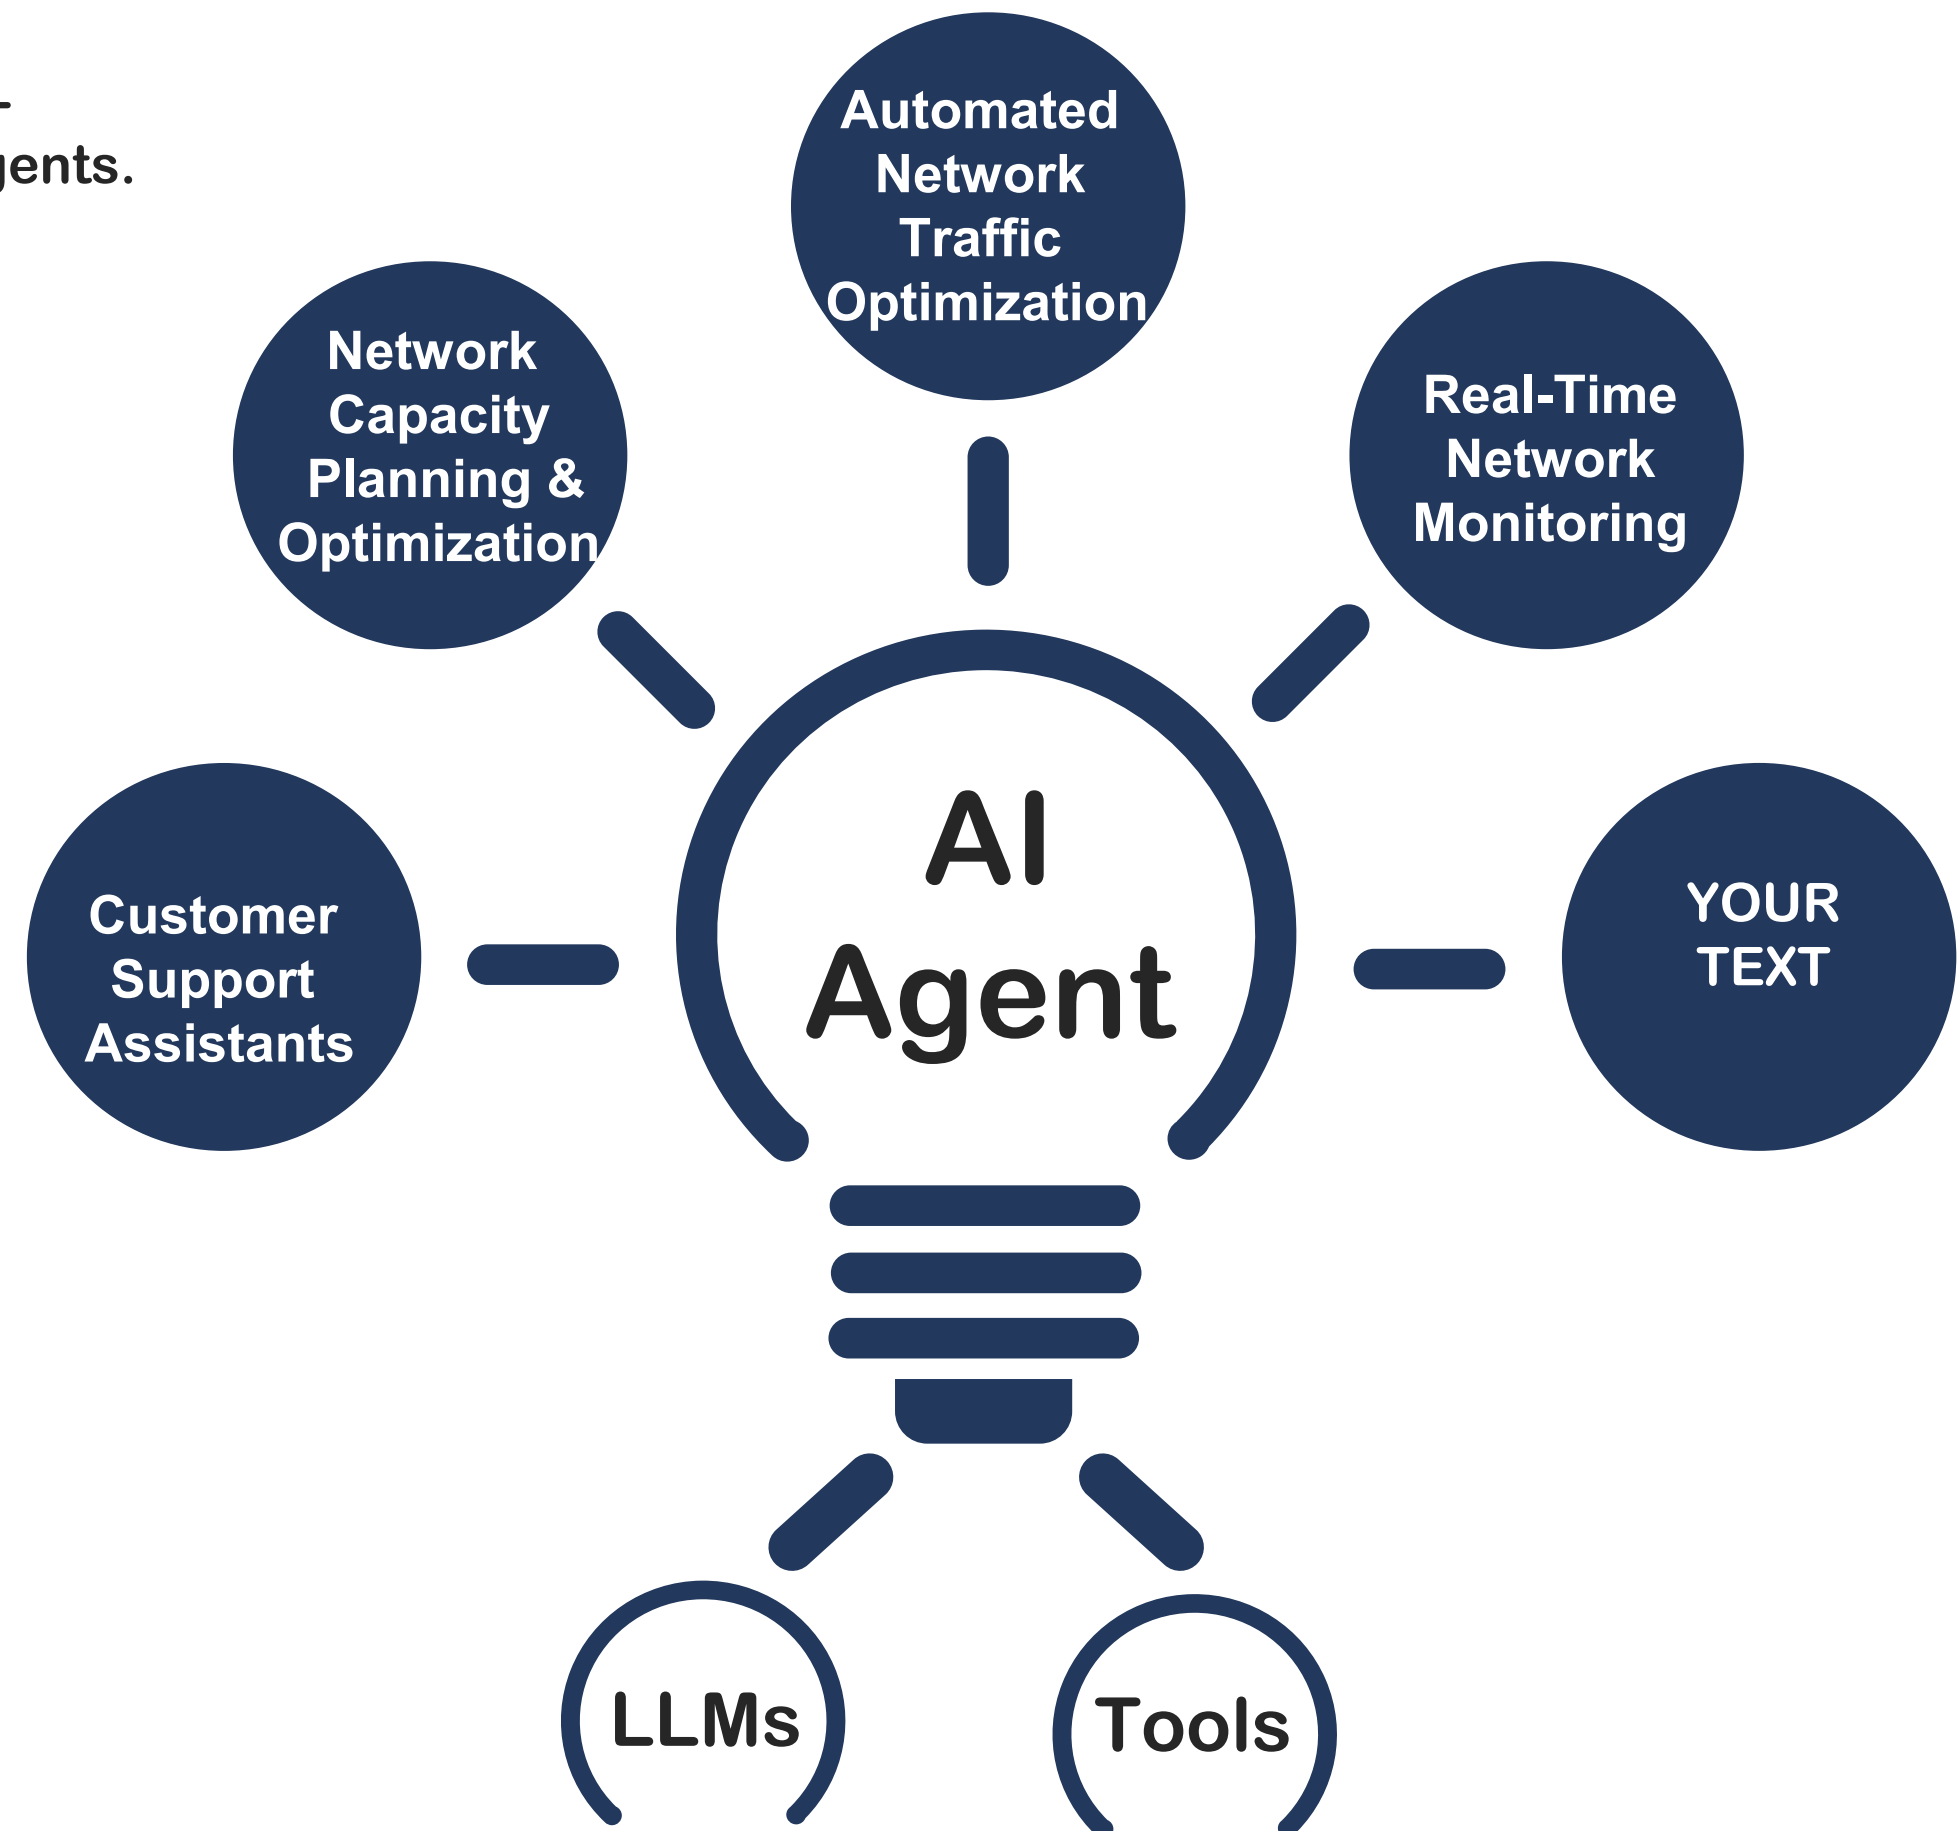 gents.
Automated
Network
Traffic
Optimization
Network
Capacity
Planning &
Optimization
Real-Time
Network
Monitoring
Customer
Support
Assistants
AI
Agent
YOUR
TEXT
LLMs
Tools